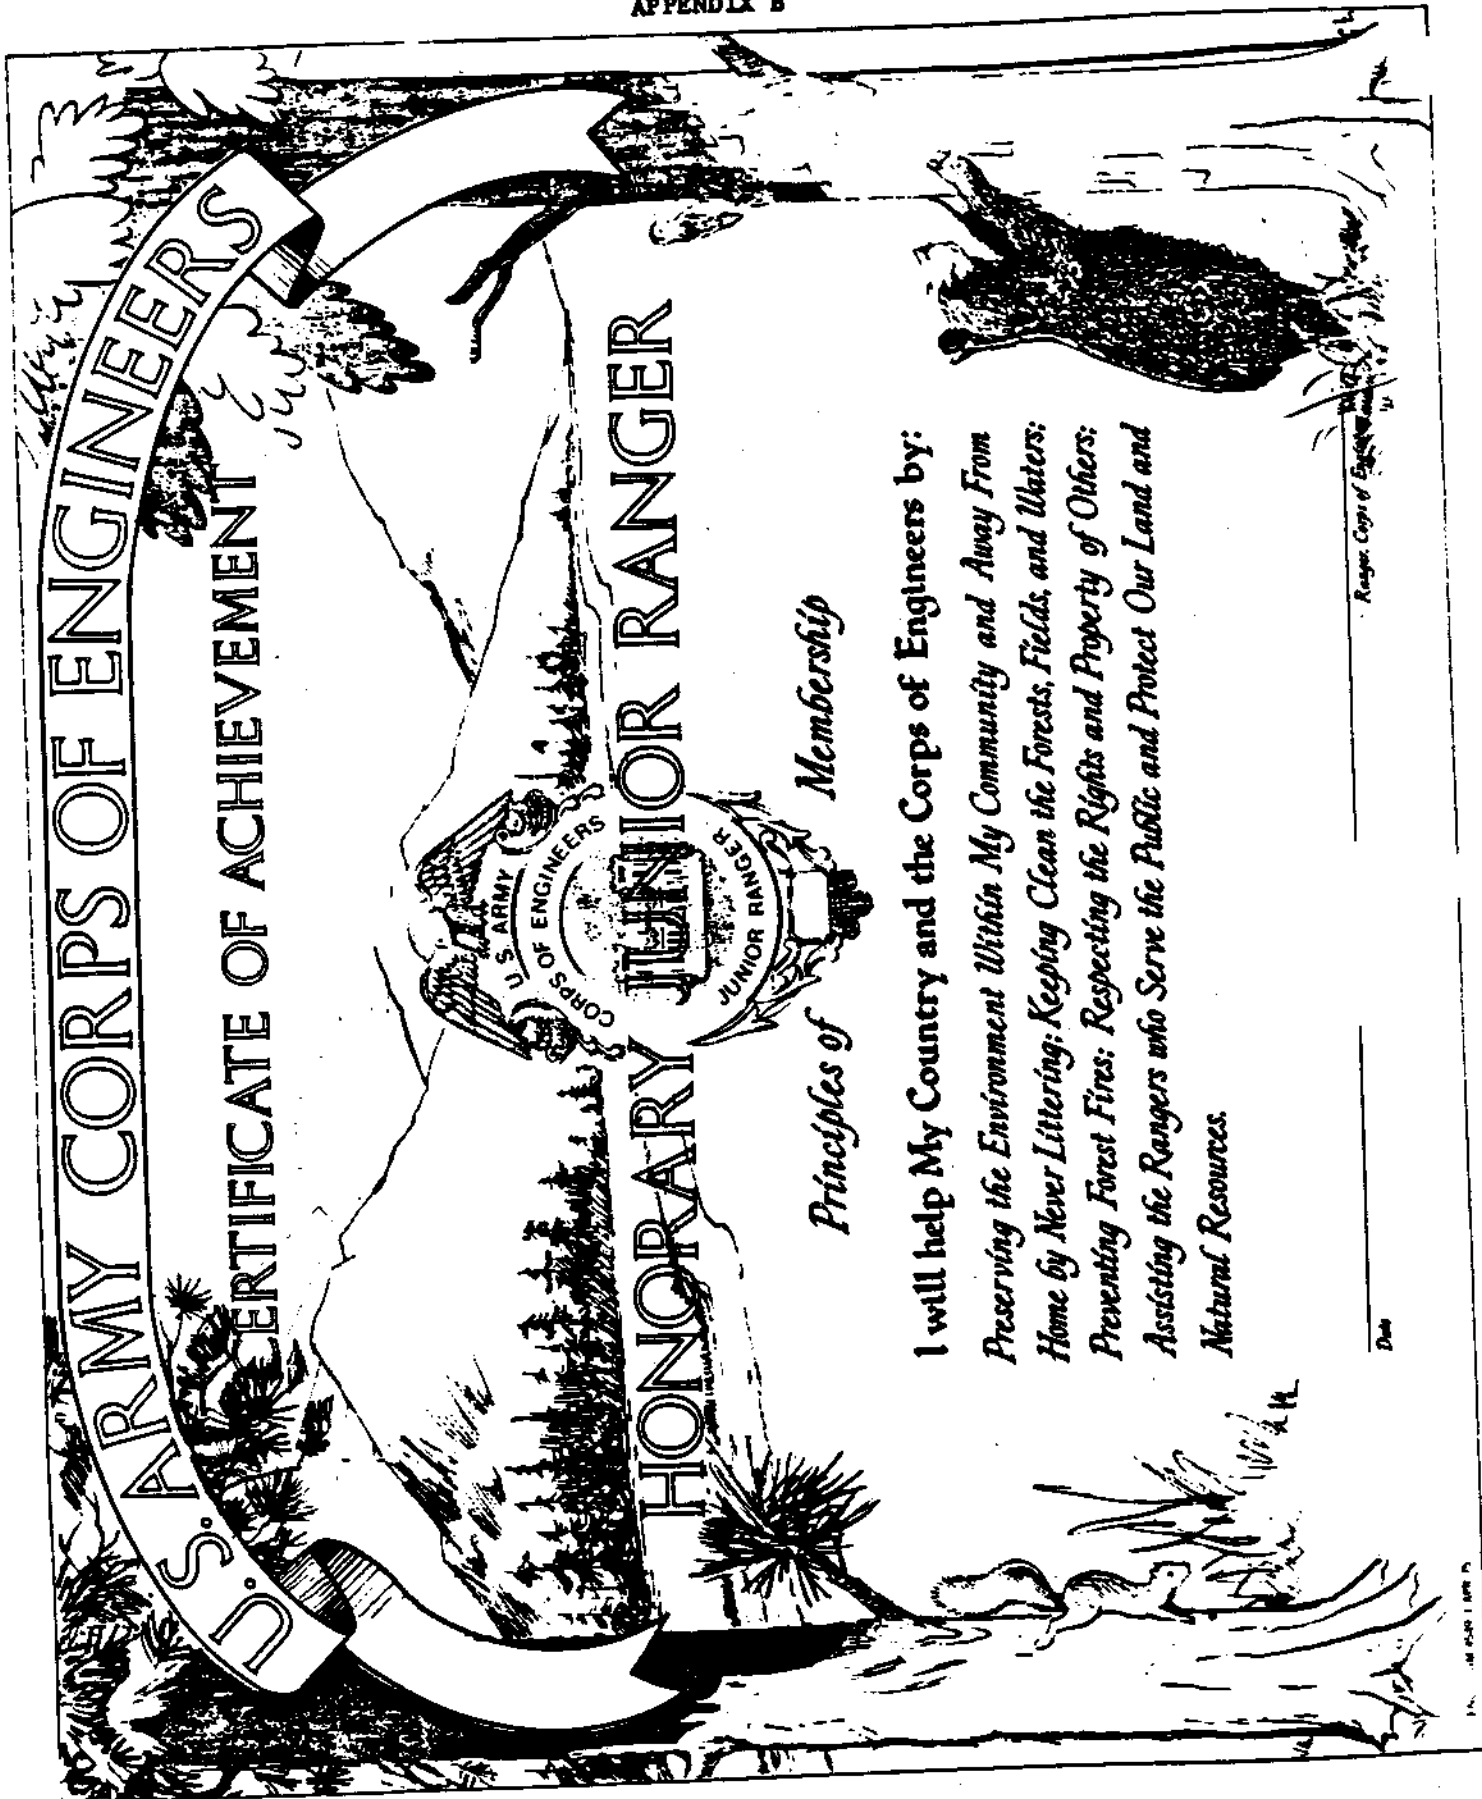 APPENDIX B
U.S. ARMY CORPS OF ENGINEERS
CERTIFICATE OF ACHIEVEMENT
U S ARMY
CORPS OF ENGINEERS
JUNIOR RANGER
HONORARY JUNIOR RANGER
Principles of Membership
I will help My Country and the Corps of Engineers by:
Preserving the Environment Within My Community and Away From
Home by Never Littering; Keeping Clean the Forests, Fields, and Waters;
Preventing Forest Fires; Respecting the Rights and Property of Others;
Assisting the Rangers who Serve the Public and Protect Our Land and
Natural Resources.
Date
Ranger, Corps of Engineers